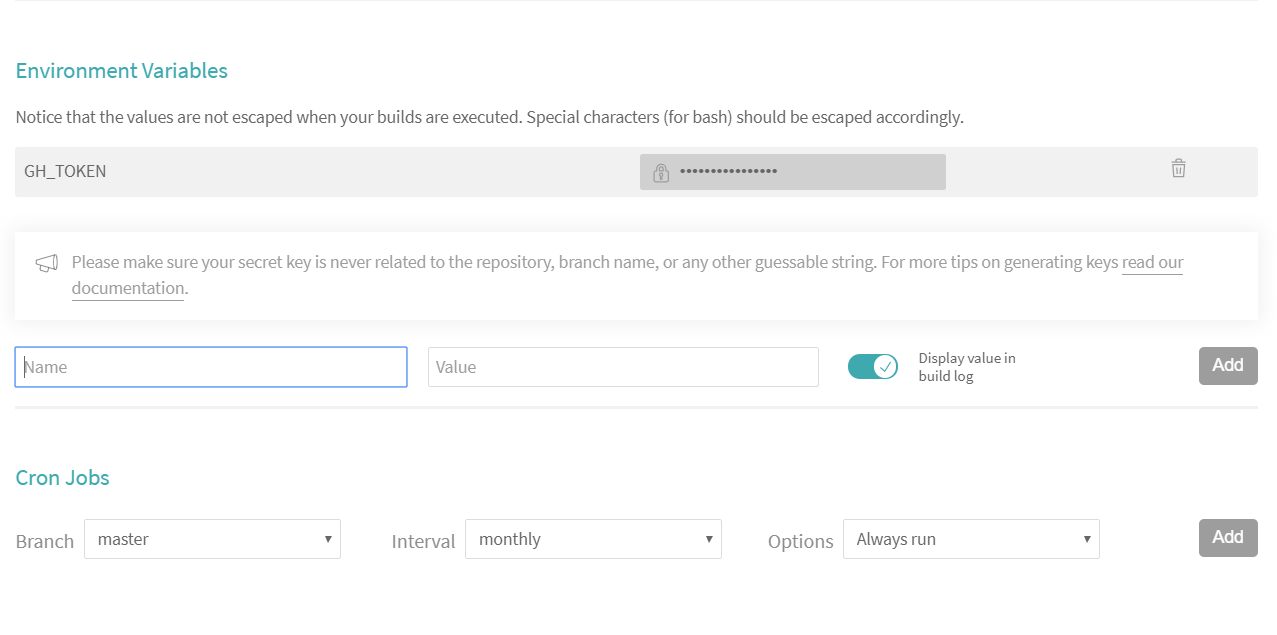 Environment Variables
Notice that the values are not escaped when your builds are executed. Special characters (for bash) should be escaped accordingly.
GH_TOKEN ••••••••••••••••
Please make sure your secret key is never related to the repository, branch name, or any other guessable string. For more tips on generating keys read our
documentation.
Name Value Display value in
build log Add
Cron Jobs
Branch master Interval monthly Options Always run Add